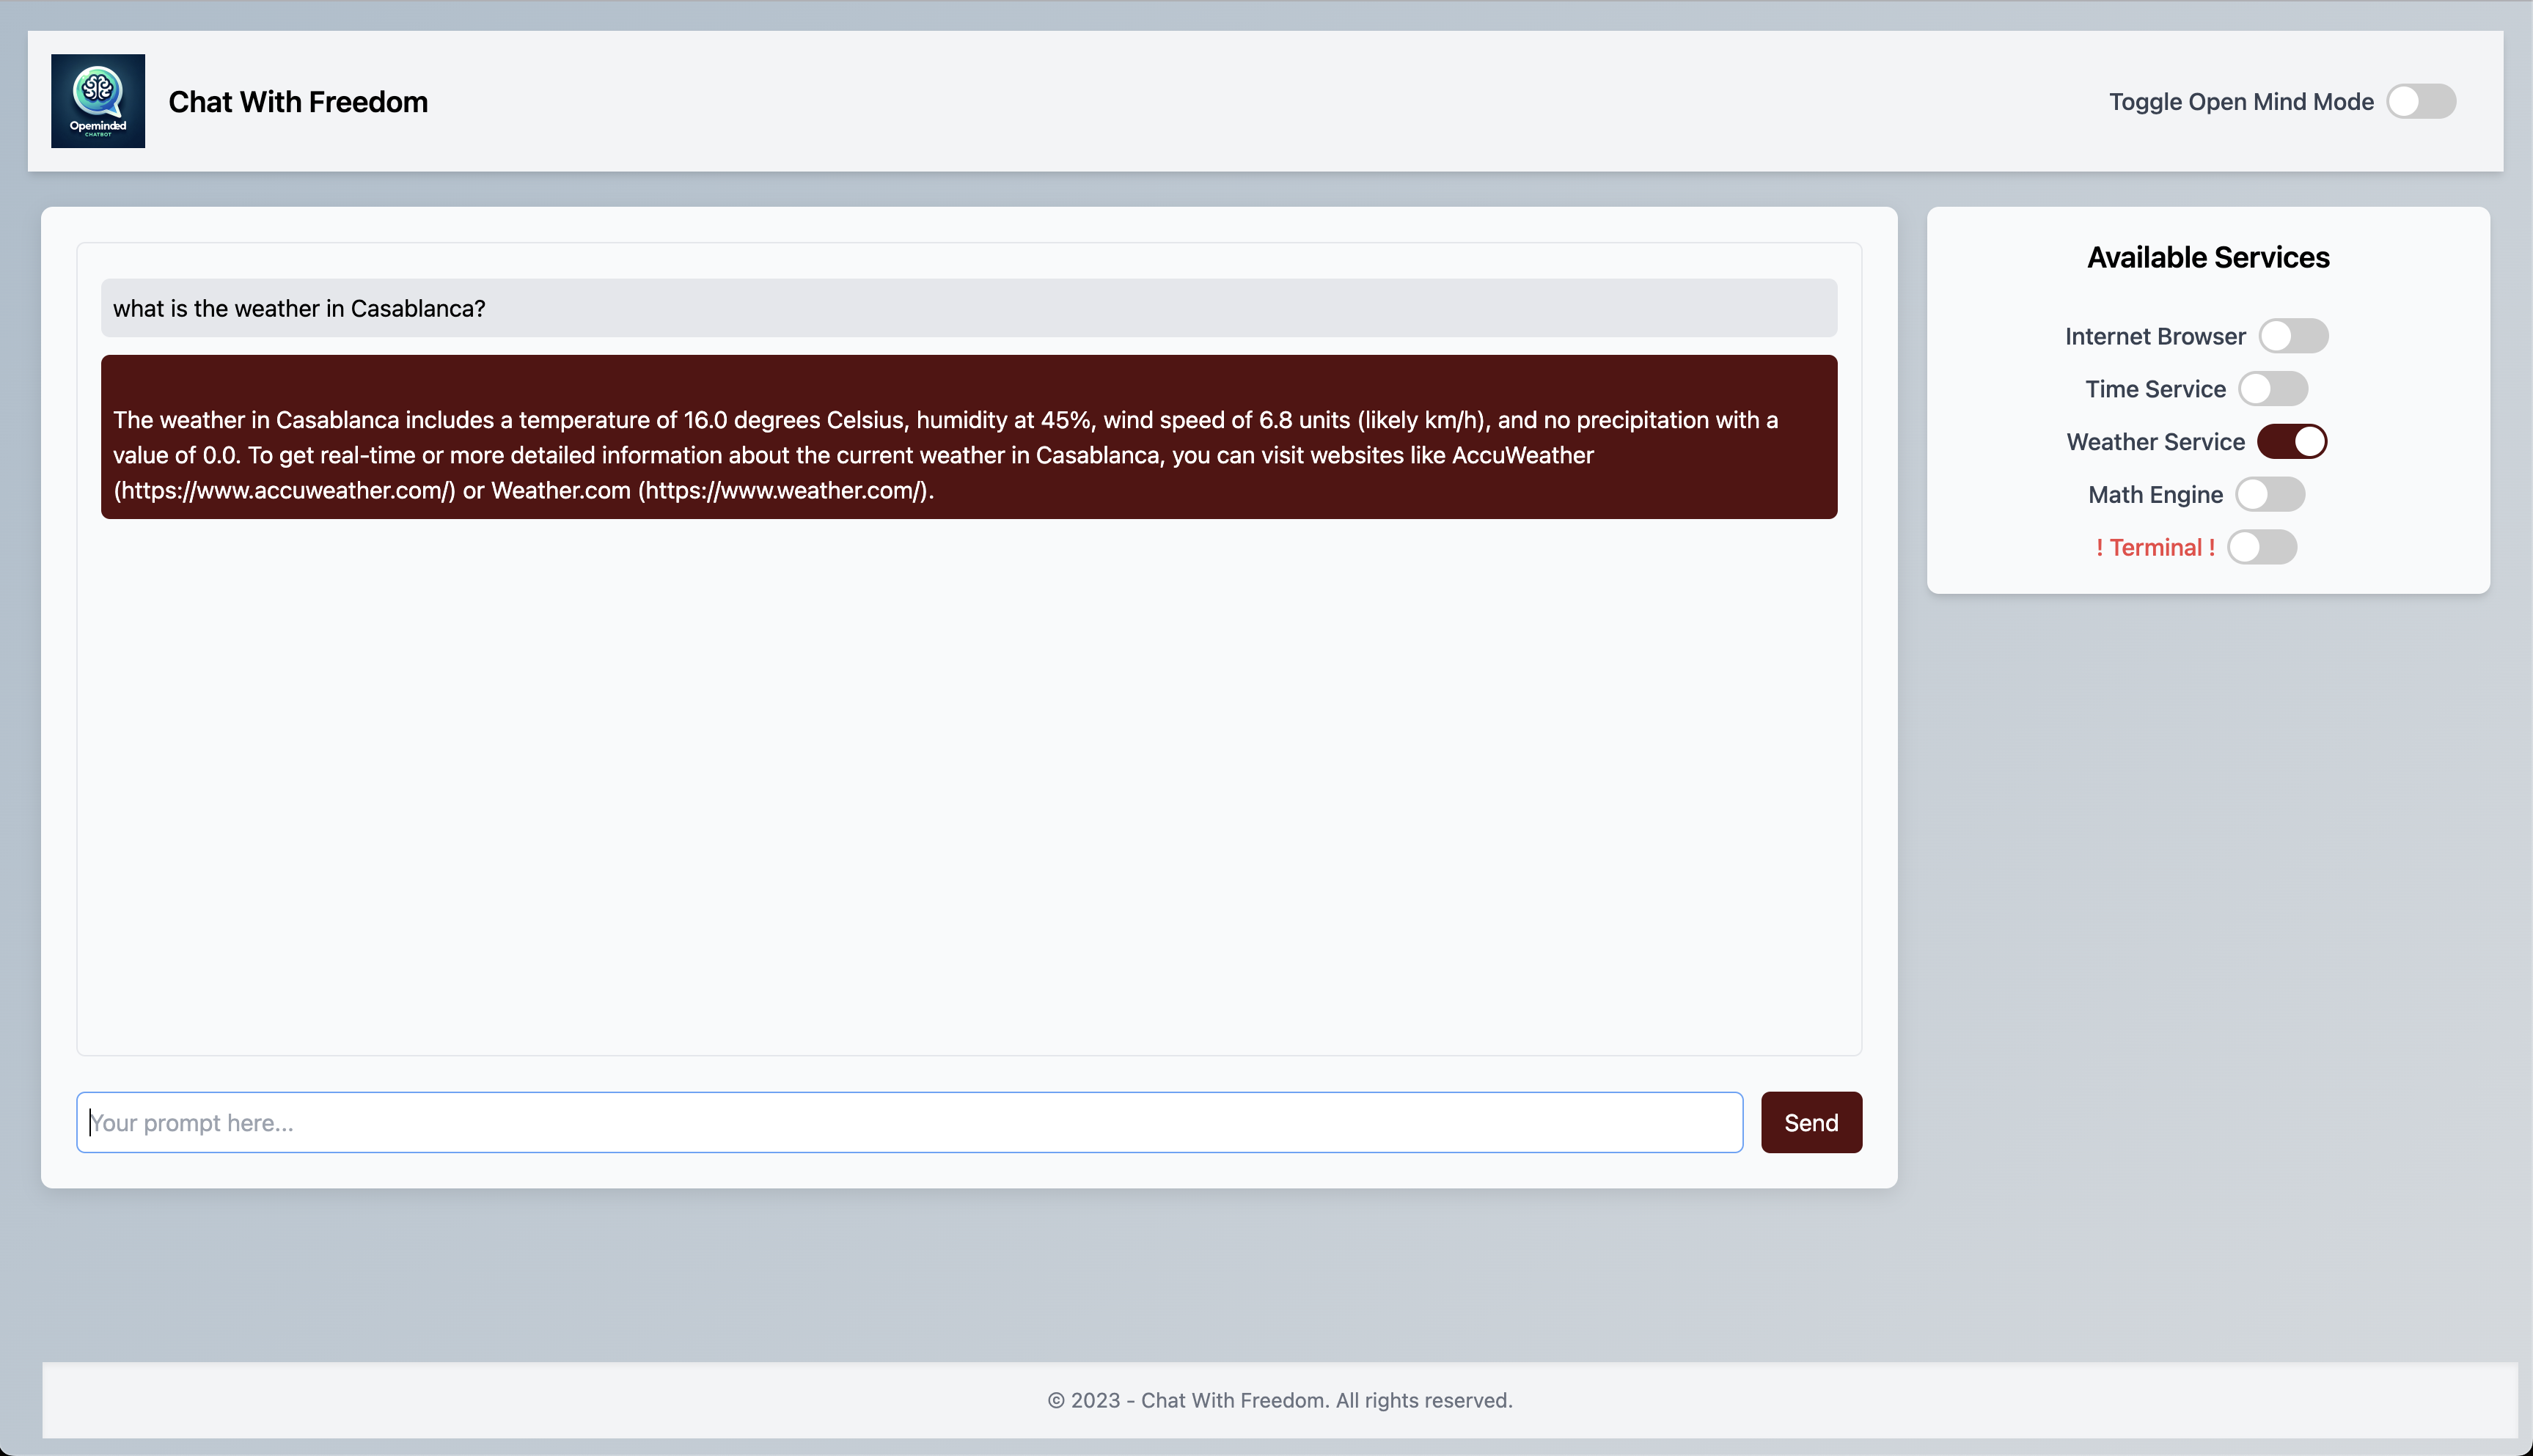 Opeminded
CHATBOT
Chat With Freedom
Toggle Open Mind Mode
what is the weather in Casablanca?
The weather in Casablanca includes a temperature of 16.0 degrees Celsius, humidity at 45%, wind speed of 6.8 units (likely km/h), and no precipitation with a
value of 0.0. To get real-time or more detailed information about the current weather in Casablanca, you can visit websites like AccuWeather
(https://www.accuweather.com/) or Weather.com (https://www.weather.com/).
Your prompt here...
Send
Available Services
Internet Browser
Time Service
Weather Service
Math Engine
! Terminal !
© 2023 - Chat With Freedom. All rights reserved.